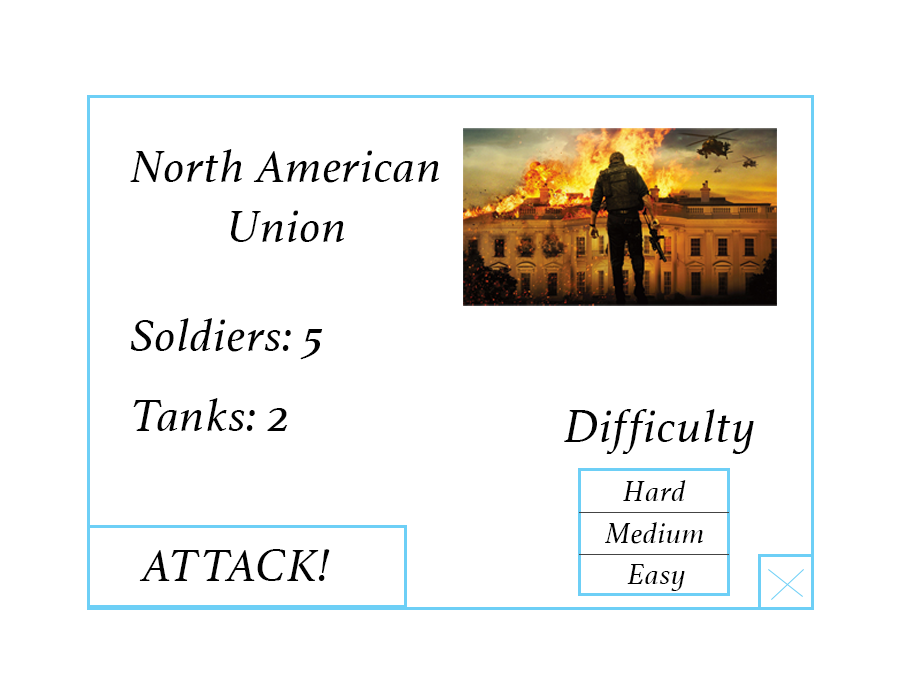 North American
Union
Soldiers: 5
Tanks: 2
Difficulty
Hard
Medium
Easy
ATTACK!